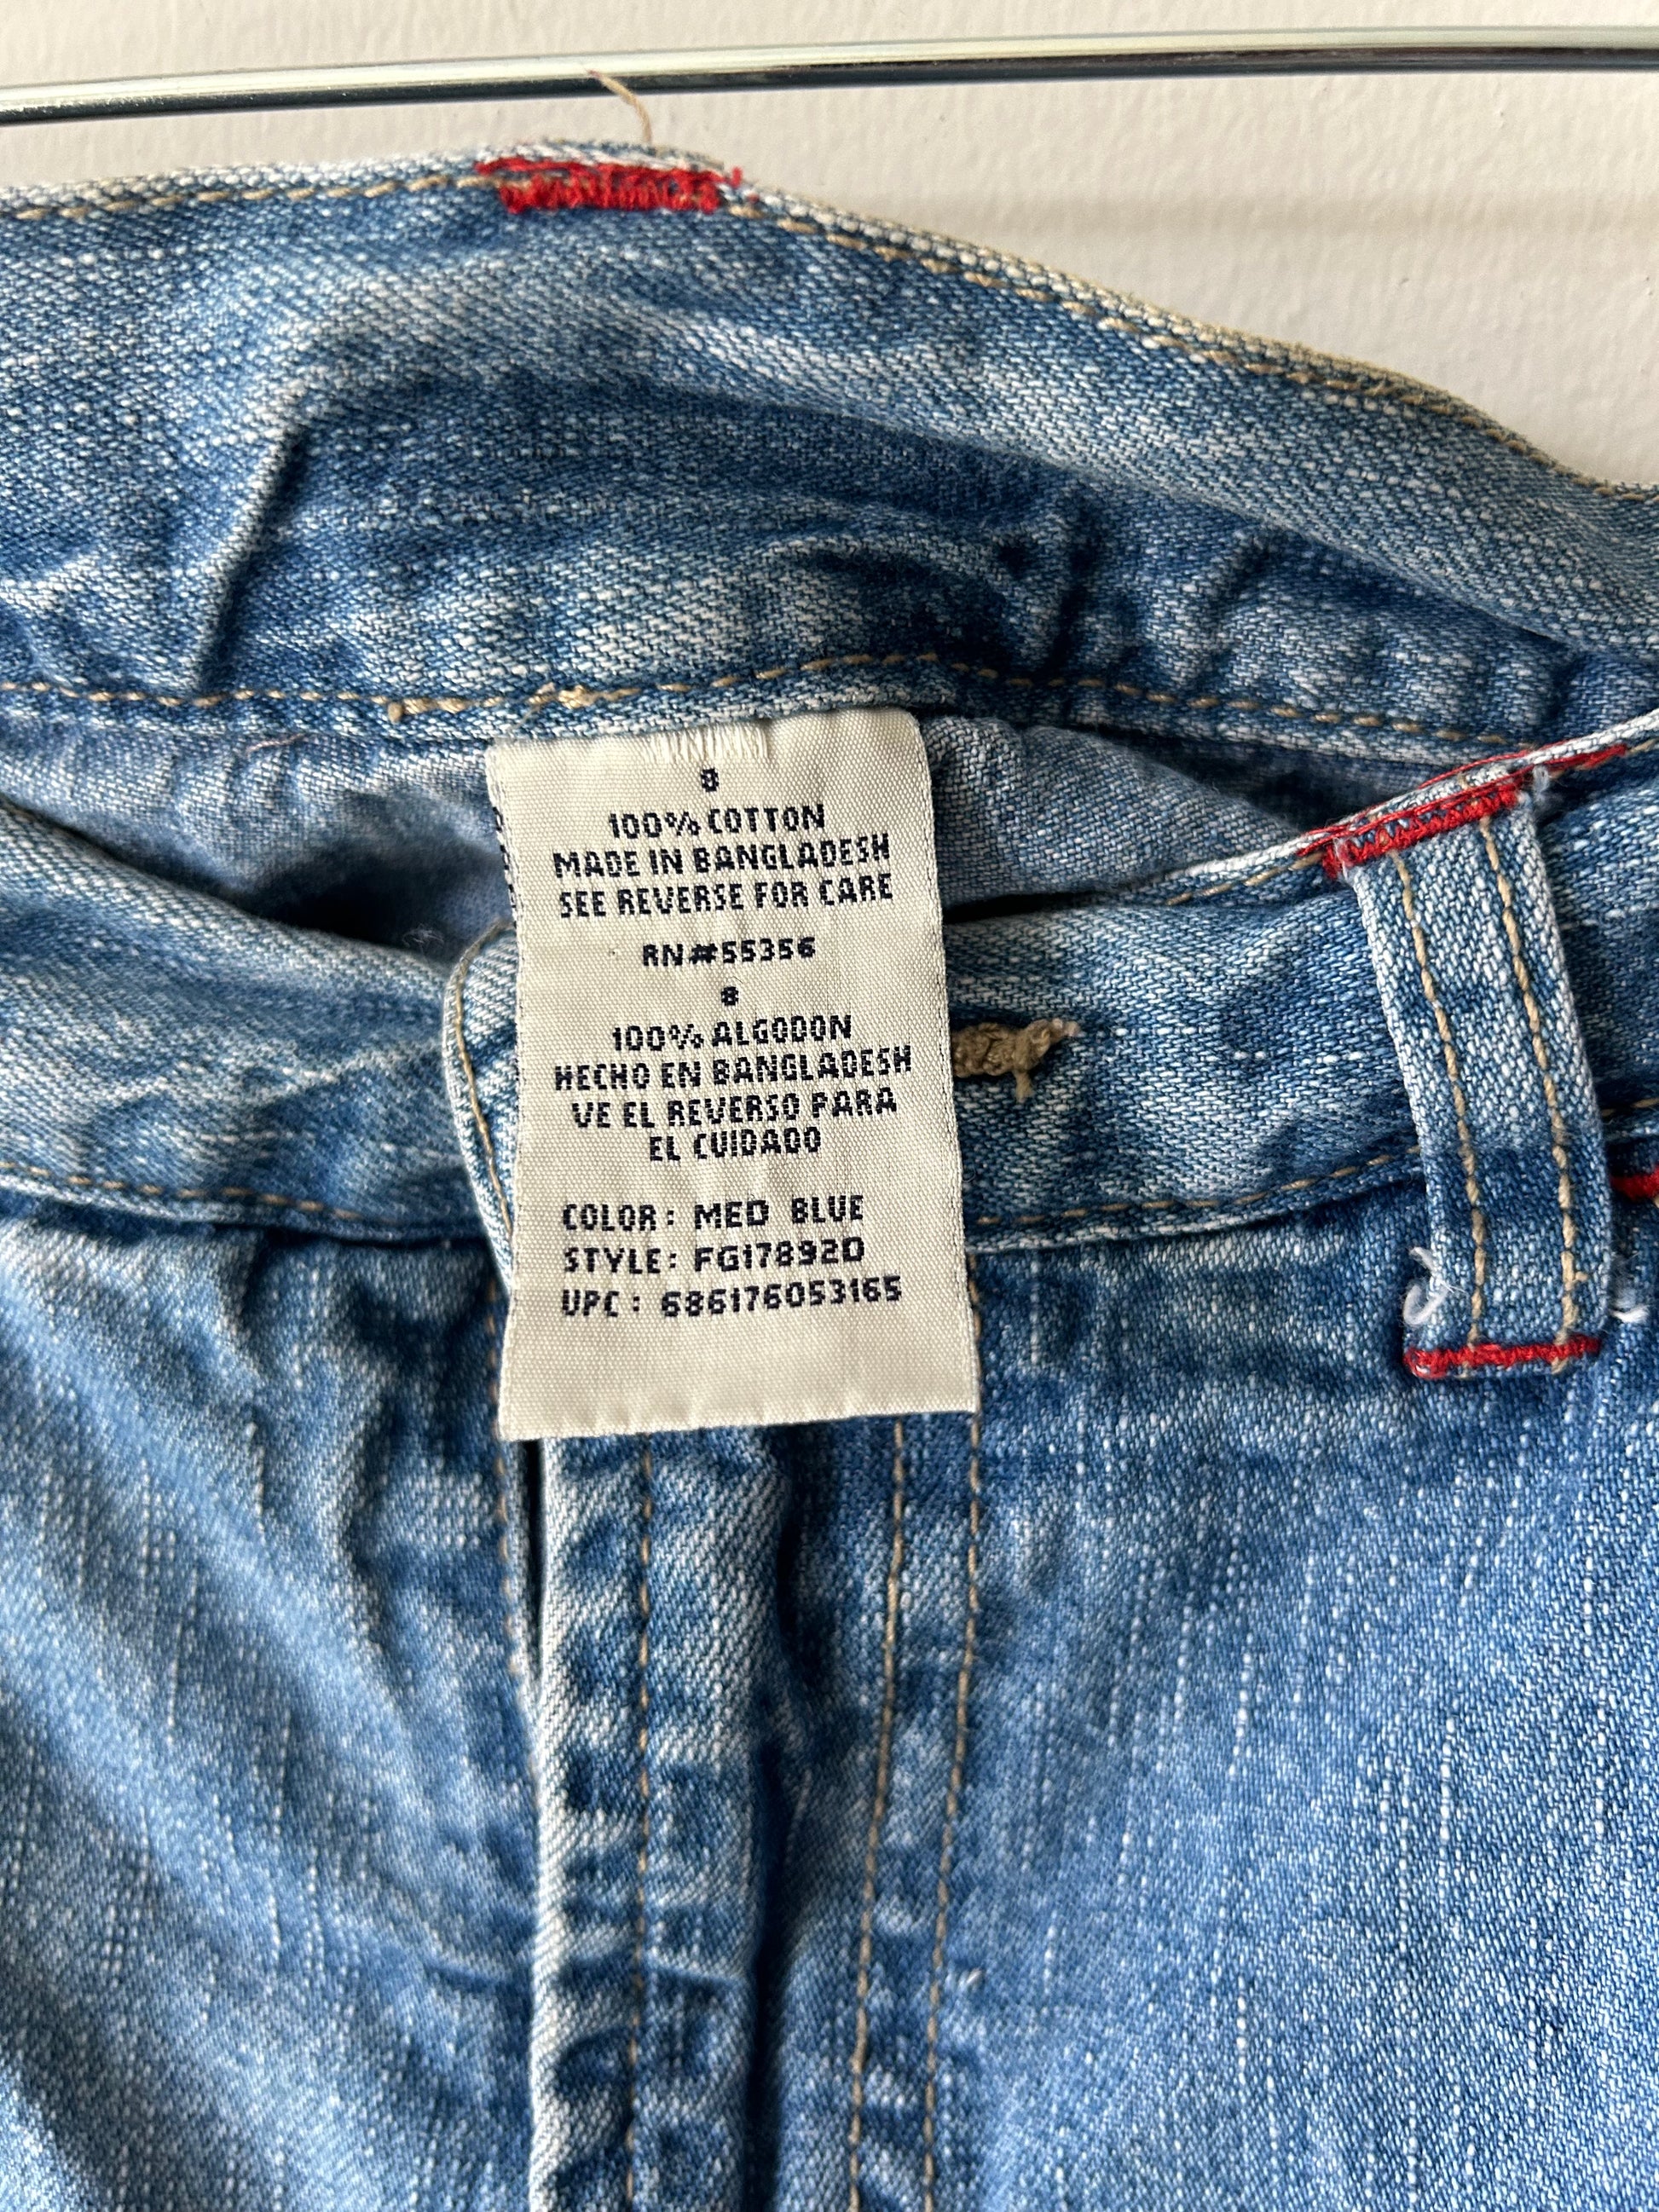 8
100% COTTON
MADE IN BANGLADESH
SEE REVERSE FOR CARE
RN#55356
8
100% ALGODON
HECHO EN BANGLADESH
VE EL REVERSO PARA
EL CUIDADO
COLOR: MED BLUE
STYLE: FG17892D
UPC: 686176053165